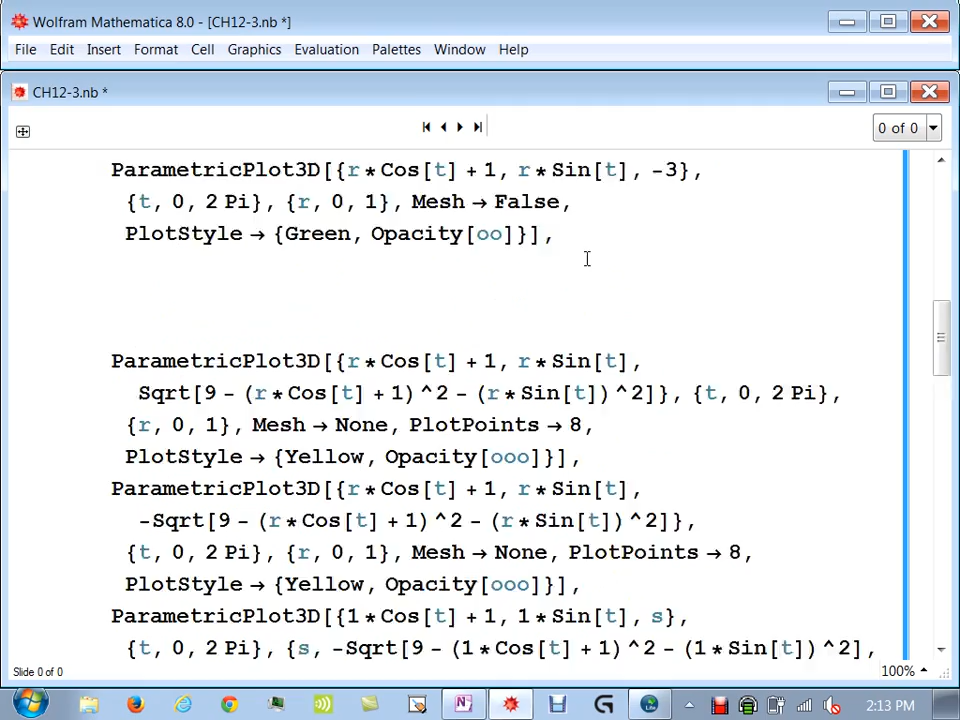 Wolfram Mathematica 8.0 - [CH12-3.nb *]
File Edit Insert Format Cell Graphics Evaluation Palettes Window Help
CH12-3.nb *
0 of 0
ParametricPlot3D[{r*Cos[t] + 1, r*Sin[t], -3},
{t, 0, 2 Pi}, {r, 0, 1}, Mesh → False,
PlotStyle → {Green, Opacity[oo]}],
ParametricPlot3D[{r*Cos[t] + 1, r*Sin[t],
Sqrt[9 - (r*Cos[t] + 1)^2 - (r*Sin[t])^2]}, {t, 0, 2 Pi},
{r, 0, 1}, Mesh → None, PlotPoints → 8,
PlotStyle → {Yellow, Opacity[ooo]}],
ParametricPlot3D[{r*Cos[t] + 1, r*Sin[t],
-Sqrt[9 - (r*Cos[t] + 1)^2 - (r*Sin[t])^2]},
{t, 0, 2 Pi}, {r, 0, 1}, Mesh → None, PlotPoints → 8,
PlotStyle → {Yellow, Opacity[ooo]}],
ParametricPlot3D[{1*Cos[t] + 1, 1*Sin[t], s},
{t, 0, 2 Pi}, {s, -Sqrt[9 - (1*Cos[t] + 1)^2 - (1*Sin[t])^2],
Slide 0 of 0
100%
2:13 PM